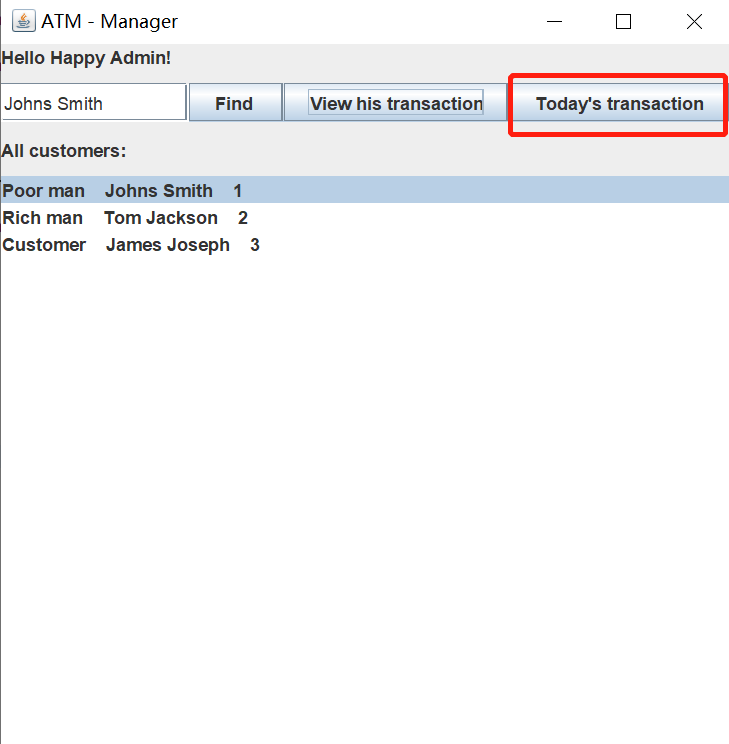 ATM - Manager
Hello Happy Admin!
Johns Smith Find View his transaction Today's transaction
All customers:
Poor man Johns Smith 1
Rich man Tom Jackson 2
Customer James Joseph 3